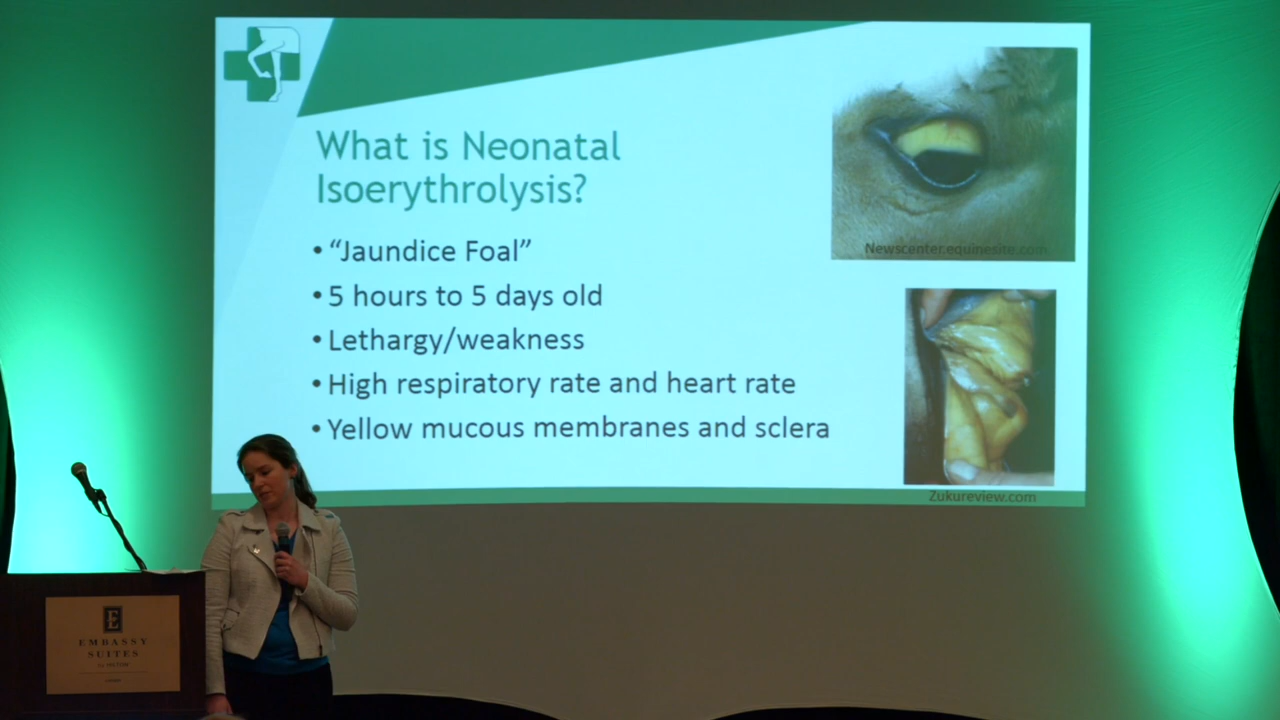 What is Neonatal
Isoerythrolysis?
• “Jaundice Foal”
• 5 hours to 5 days old
• Lethargy/weakness
• High respiratory rate and heart rate
• Yellow mucous membranes and sclera
Newscenter.equinesite.com
Zukureview.com
E
EMBASSY
SUITES